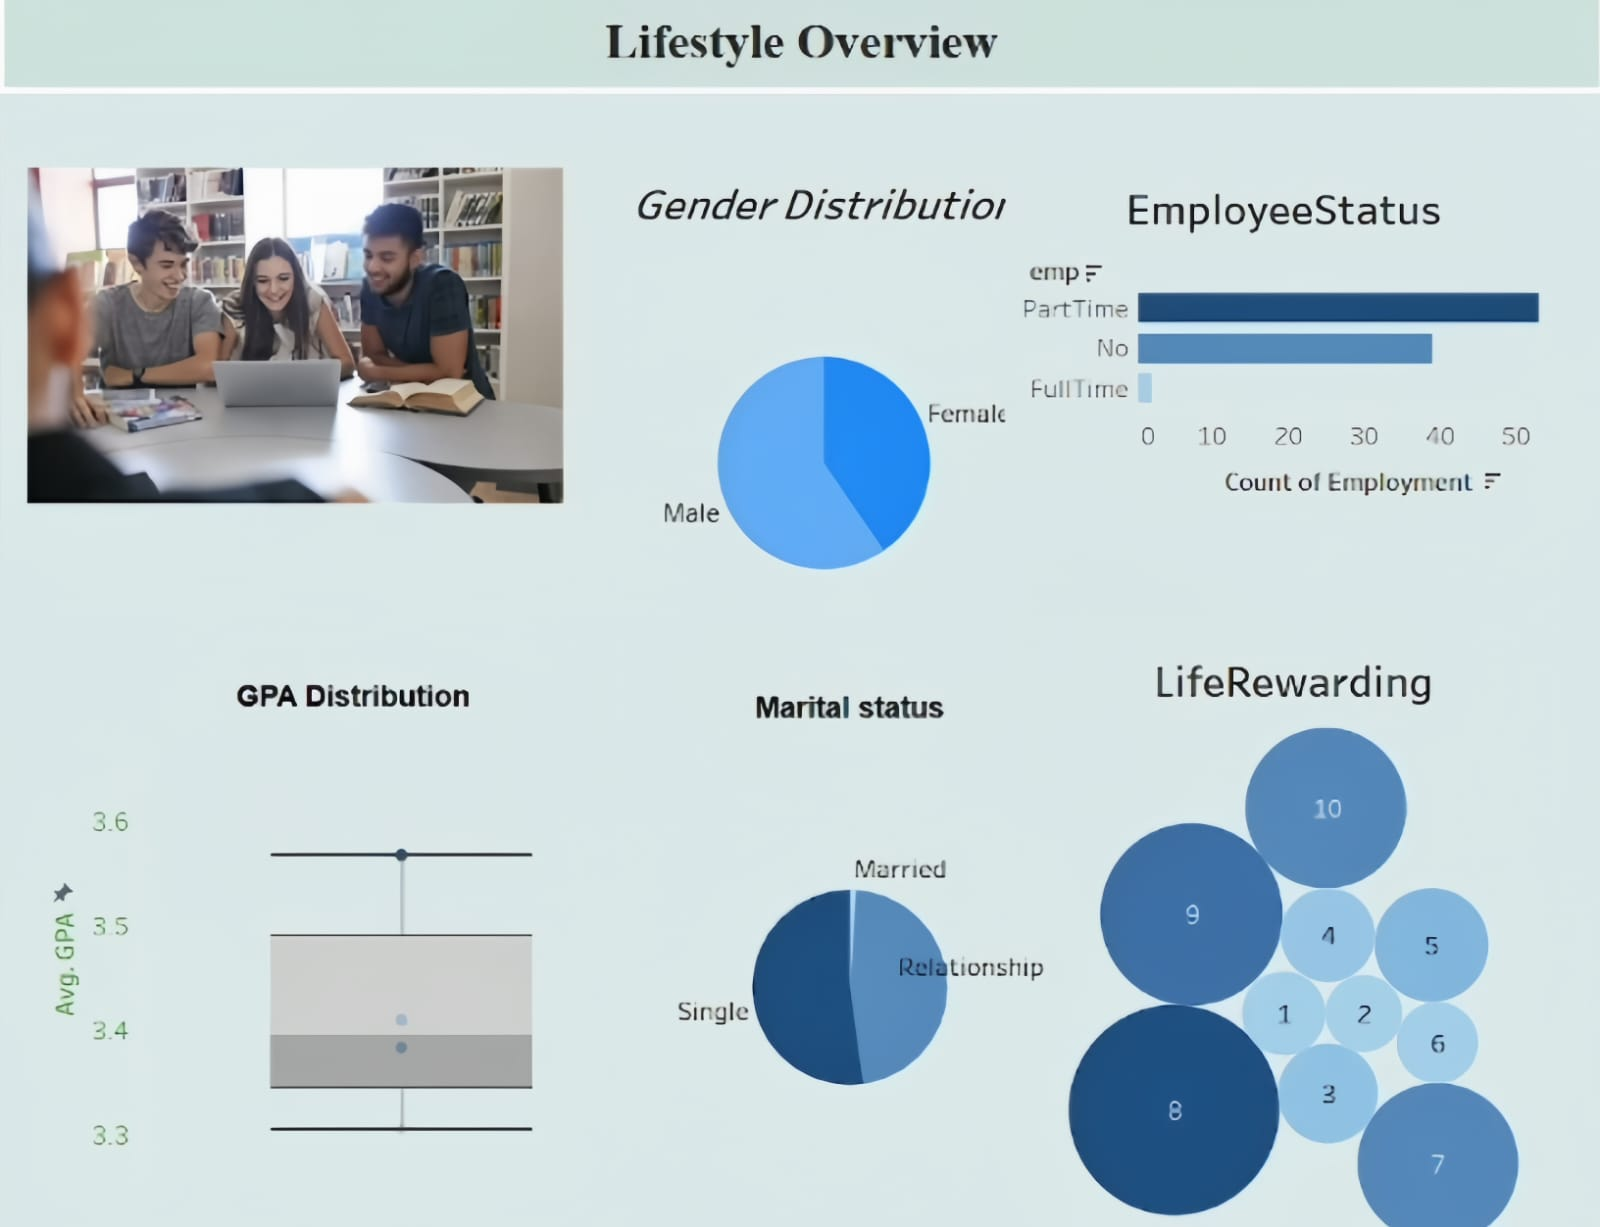 Lifestyle Overview
Gender Distribution
Female
Male
EmployeeStatus
emp
PartTime
No
FullTime
0 10 20 30 40 50
Count of Employment
GPA Distribution
3.6
3.5
3.4
3.3
Avg. GPA
Marital status
Married
Relationship
Single
LifeRewarding
10
9
4
5
1
2
6
3
8
7